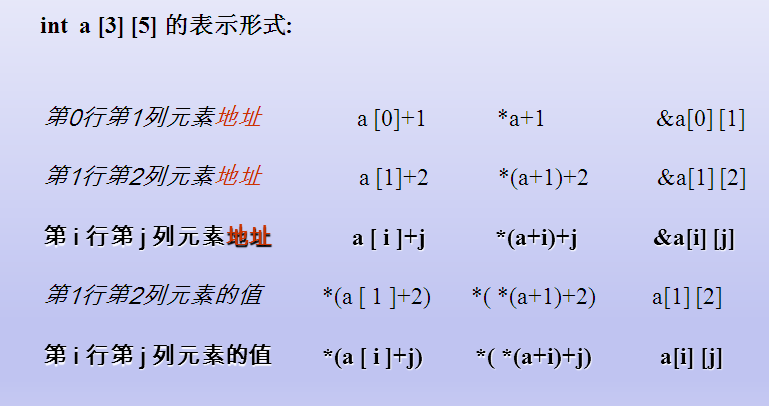 int a [3] [5] 的表示形式:
第0行第1列元素地址 a [0]+1 *a+1 &a[0] [1]
第1行第2列元素地址 a [1]+2 *(a+1)+2 &a[1] [2]
第 i 行第 j 列元素地址 a [ i ]+j *(a+i)+j &a[i] [j]
第1行第2列元素的值 *(a [ 1 ]+2) *( *(a+1)+2) a[1] [2]
第 i 行第 j 列元素的值 *(a [ i ]+j) *( *(a+i)+j) a[i] [j]